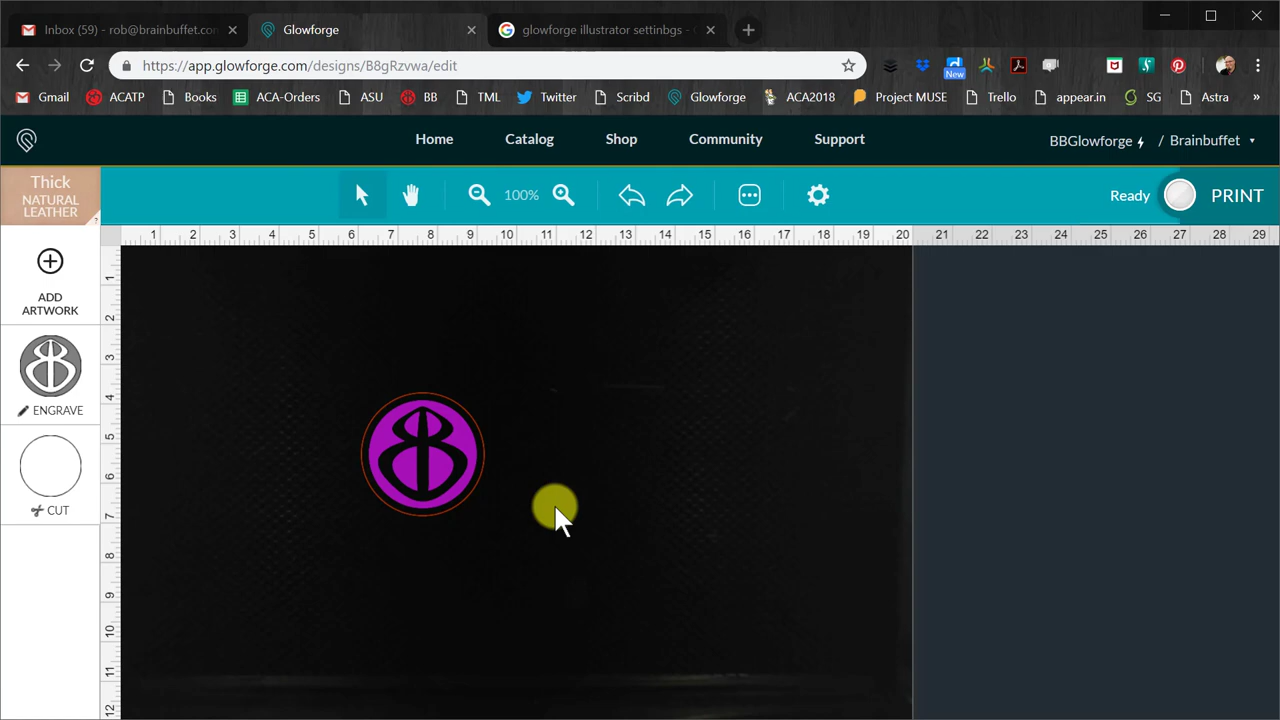 Inbox (59) - rob@brainbuffet.com
Glowforge
glowforge illustrator settinbgs -
https://app.glowforge.com/designs/B8gRzvwa/edit
New
Gmail ACATP Books ACA-Orders ASU BB TML Twitter Scribd Glowforge ACA2018 Project MUSE Trello appear.in SG Astra »
Home Catalog Shop Community Support
BBGlowforge / Brainbuffet
Thick
NATURAL
LEATHER
100%
Ready PRINT
1 2 3 4 5 6 7 8 9 10 11 12 13 14 15 16 17 18 19 20 21 22 23 24 25 26 27 28 29
ADD
ARTWORK
ENGRAVE
CUT
1
2
3
4
5
6
7
8
9
10
11
12